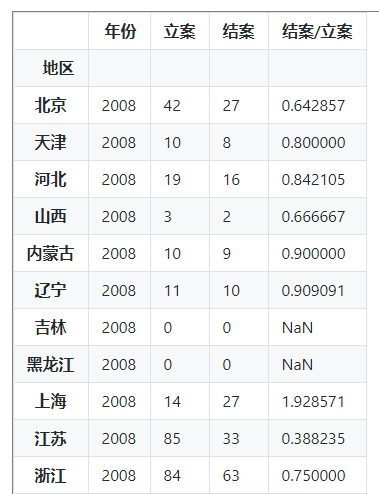 年份 立案 结案 结案/立案
地区
北京 2008 42 27 0.642857
天津 2008 10 8 0.800000
河北 2008 19 16 0.842105
山西 2008 3 2 0.666667
内蒙古 2008 10 9 0.900000
辽宁 2008 11 10 0.909091
吉林 2008 0 0 NaN
黑龙江 2008 0 0 NaN
上海 2008 14 27 1.928571
江苏 2008 85 33 0.388235
浙江 2008 84 63 0.750000